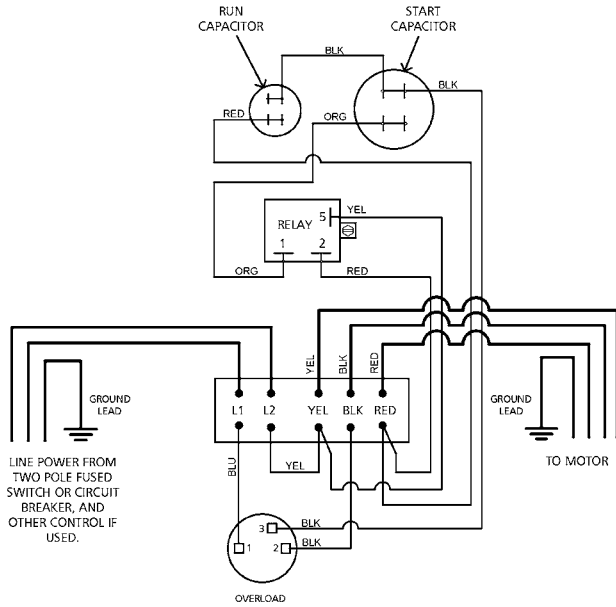 RUN
CAPACITOR
START
CAPACITOR
BLK
BLK
RED
ORG
YEL
RELAY
5
1
2
ORG
RED
YEL
BLK
RED
GROUND
LEAD
L1
L2
YEL
BLK
RED
GROUND
LEAD
LINE POWER FROM
TWO POLE FUSED
SWITCH OR CIRCUIT
BREAKER, AND
OTHER CONTROL IF
USED.
TO MOTOR
BLU
YEL
3
BLK
1
2
BLK
OVERLOAD